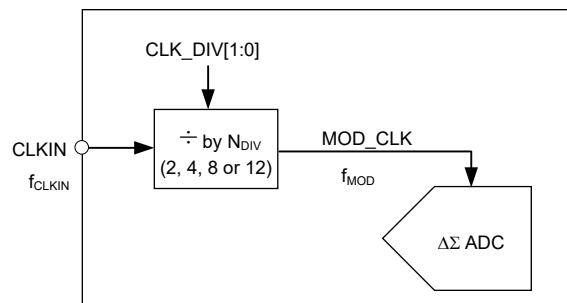 CLK_DIV[1:0]
CLKIN
fCLKIN
÷ by NDIV
(2, 4, 8 or 12)
MOD_CLK
fMOD
ΔΣ ADC